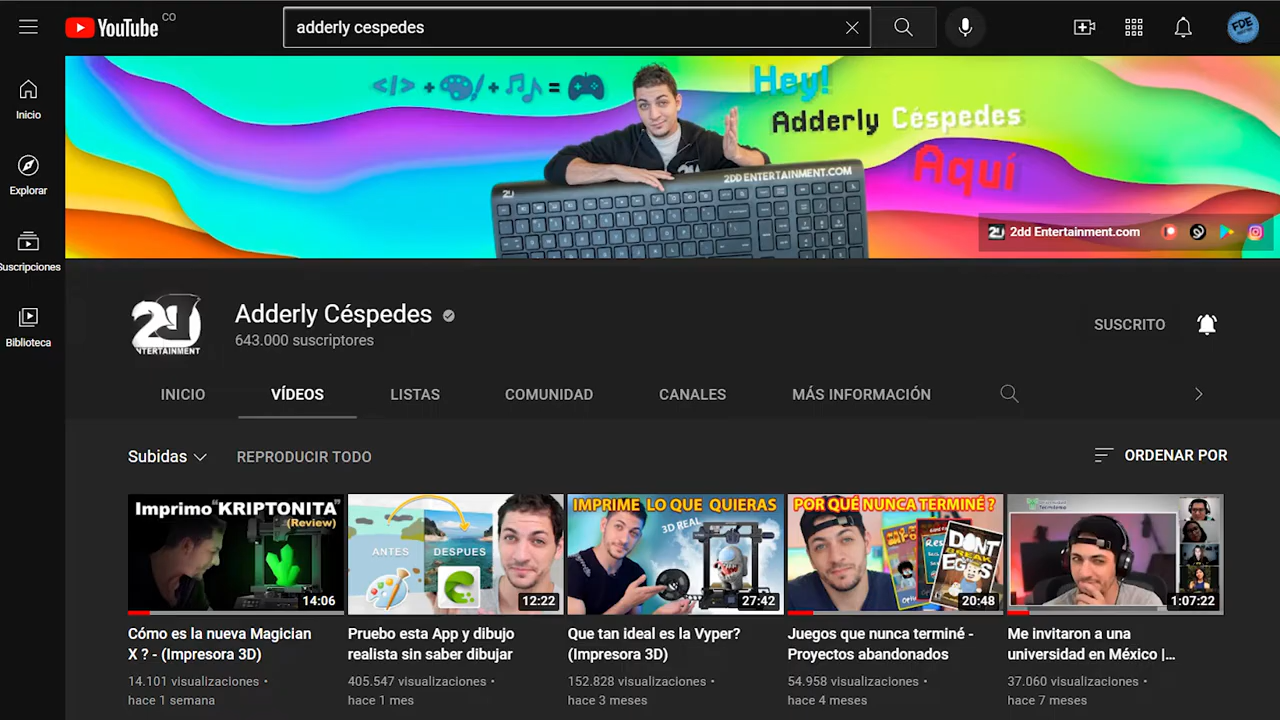 YouTube CO
adderly cespedes
FDE
Inicio
Explorar
Suscripciones
Biblioteca
</> + + =
Hey!
Adderly Céspedes
Aquí
2DD ENTERTAINMENT.COM
2dd Entertainment.com
2D
ENTERTAINMENT
Adderly Céspedes
643.000 suscriptores
SUSCRITO
INICIO VÍDEOS LISTAS COMUNIDAD CANALES MÁS INFORMACIÓN
Subidas REPRODUCIR TODO
ORDENAR POR
Imprimo "KRIPTONITA"
(Review)
14:06
Cómo es la nueva Magician
X ? - (Impresora 3D)
14.101 visualizaciones •
hace 1 semana
ANTES DESPUES
12:22
Pruebo esta App y dibujo
realista sin saber dibujar
405.547 visualizaciones •
hace 1 mes
IMPRIME LO QUE QUIERAS
3D REAL
27:42
Que tan ideal es la Vyper?
(Impresora 3D)
152.828 visualizaciones •
hace 3 meses
POR QUÉ NUNCA TERMINÉ ?
DONT
BREAK
EGGS
20:48
Juegos que nunca terminé -
Proyectos abandonados
54.958 visualizaciones •
hace 4 meses
1:07:22
Me invitaron a una
universidad en México |...
37.060 visualizaciones •
hace 7 meses